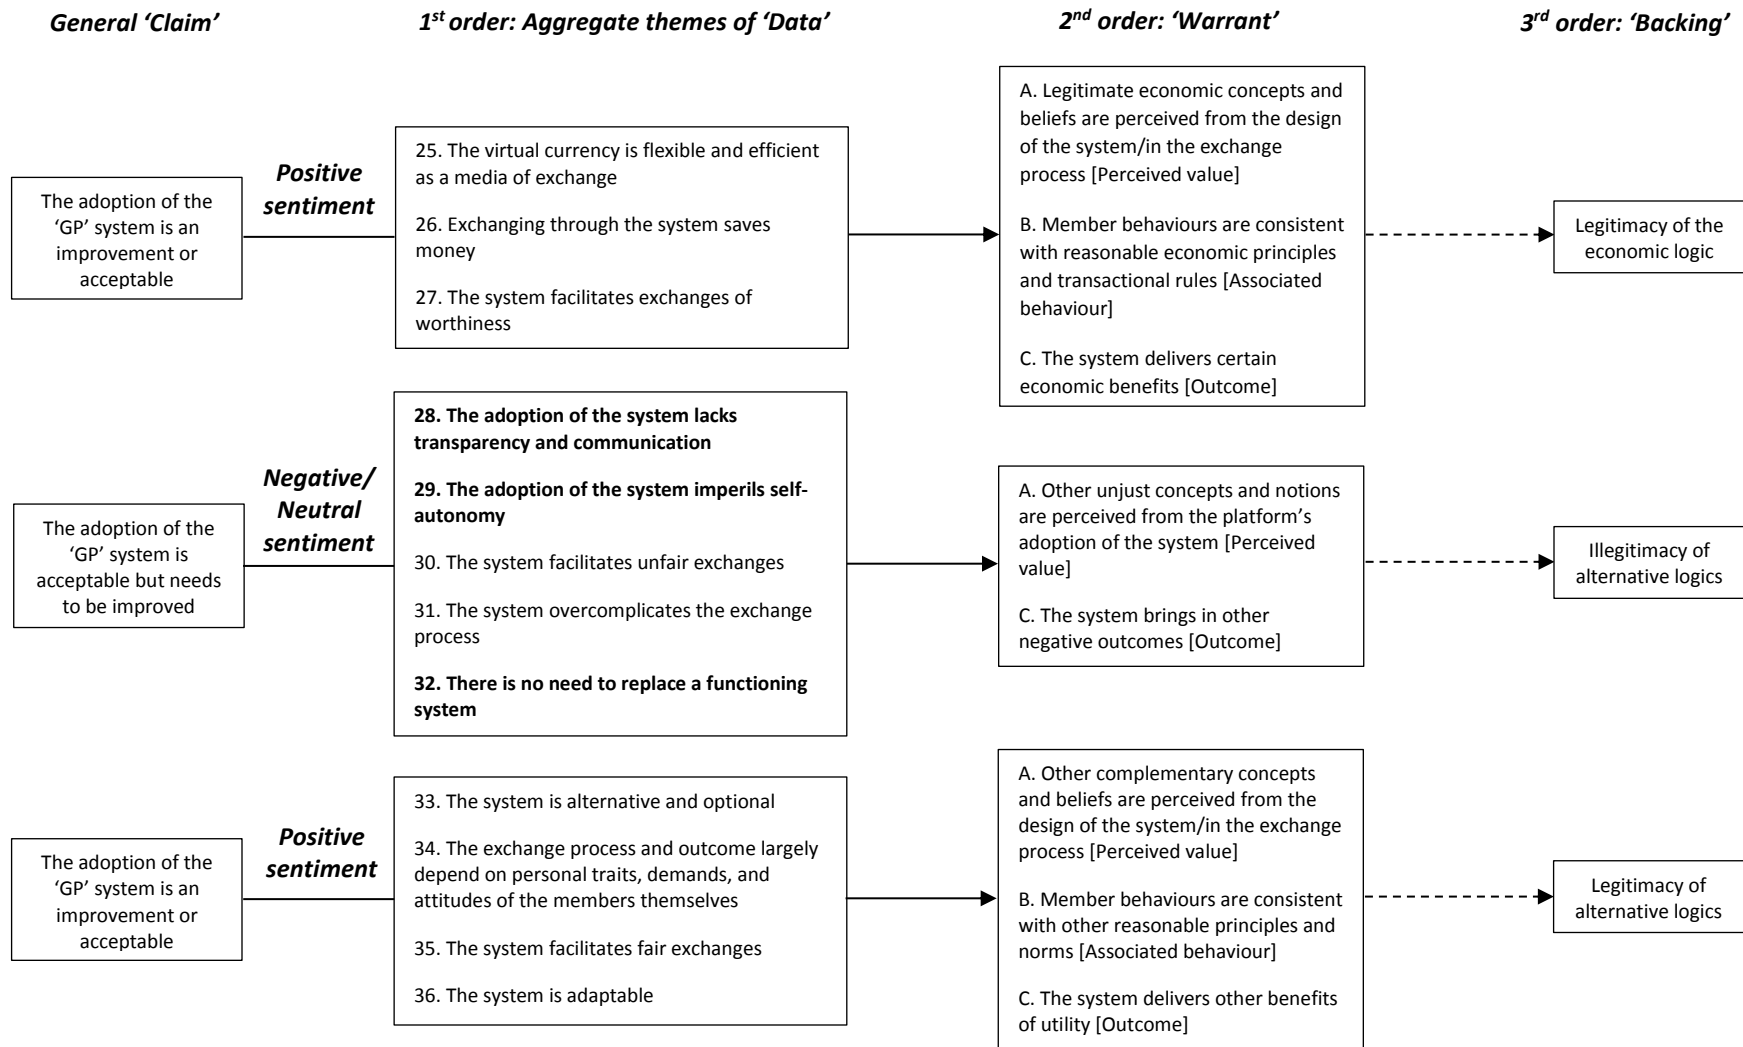 General ‘Claim’
1st order: Aggregate themes of ‘Data’
2nd order: ‘Warrant’
3rd order: ‘Backing’
The adoption of the
‘GP’ system is an
improvement or
acceptable
Positive
sentiment
25. The virtual currency is flexible and efficient
as a media of exchange
26. Exchanging through the system saves
money
27. The system facilitates exchanges of
worthiness
A. Legitimate economic concepts and
beliefs are perceived from the design
of the system/in the exchange
process [Perceived value]
B. Member behaviours are consistent
with reasonable economic principles
and transactional rules [Associated
behaviour]
C. The system delivers certain
economic benefits [Outcome]
Legitimacy of the
economic logic
The adoption of the
‘GP’ system is
acceptable but needs
to be improved
Negative/
Neutral
sentiment
28. The adoption of the system lacks
transparency and communication
29. The adoption of the system imperils self-
autonomy
30. The system facilitates unfair exchanges
31. The system overcomplicates the exchange
process
32. There is no need to replace a functioning
system
A. Other unjust concepts and notions
are perceived from the platform’s
adoption of the system [Perceived
value]
C. The system brings in other
negative outcomes [Outcome]
Illegitimacy of
alternative logics
The adoption of the
‘GP’ system is an
improvement or
acceptable
Positive
sentiment
33. The system is alternative and optional
34. The exchange process and outcome largely
depend on personal traits, demands, and
attitudes of the members themselves
35. The system facilitates fair exchanges
36. The system is adaptable
A. Other complementary concepts
and beliefs are perceived from the
design of the system/in the exchange
process [Perceived value]
B. Member behaviours are consistent
with other reasonable principles and
norms [Associated behaviour]
C. The system delivers other benefits
of utility [Outcome]
Legitimacy of
alternative logics